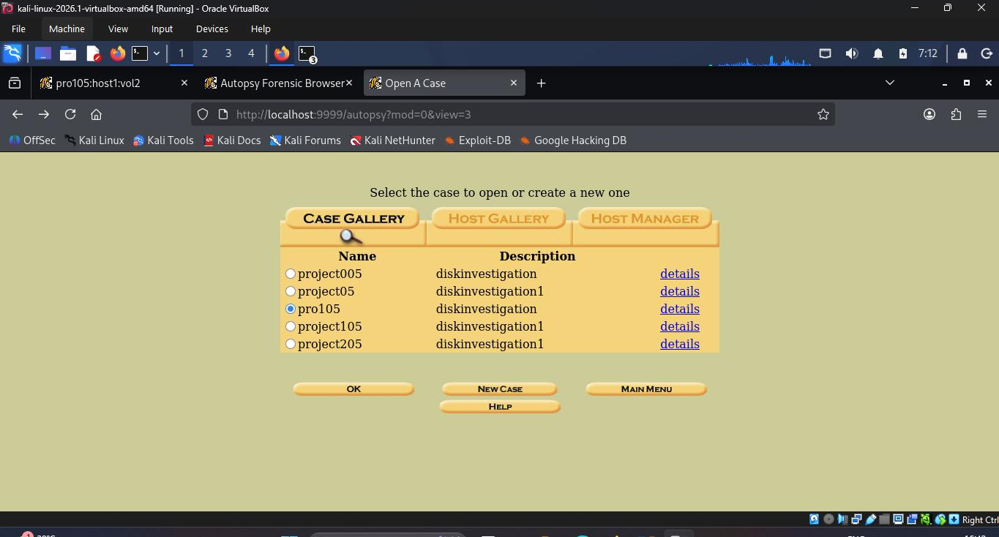 kali-linux-2026.1-virtualbox-amd64 [Running] - Oracle VirtualBox
File Machine View Input Devices Help
1 2 3 4 3 7:12
pro105:host1:vol2 Autopsy Forensic Browser Open A Case
http://localhost:9999/autopsy?mod=0&view=3
OffSec Kali Linux Kali Tools Kali Docs Kali Forums Kali NetHunter Exploit-DB Google Hacking DB
Select the case to open or create a new one
CASE GALLERY HOST GALLERY HOST MANAGER
Name Description
project005 diskinvestigation details
project05 diskinvestigation1 details
pro105 diskinvestigation details
project105 diskinvestigation1 details
project205 diskinvestigation1 details
OK NEW CASE MAIN MENU
HELP
Right Ctrl